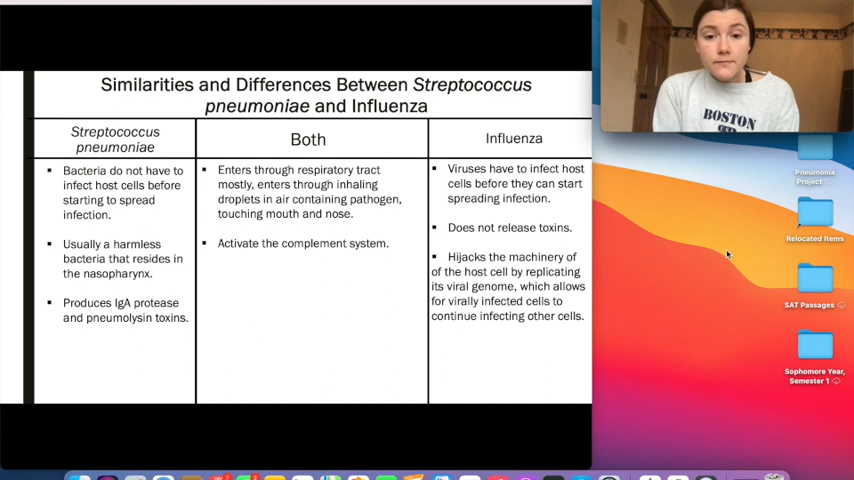 Similarities and Differences Between Streptococcus
pneumoniae and Influenza
Streptococcus
pneumoniae
Both
Influenza
▪ Bacteria do not have to
infect host cells before
starting to spread
infection.
▪ Usually a harmless
bacteria that resides in
the nasopharynx.
▪ Produces IgA protease
and pneumolysin toxins.
▪ Enters through respiratory tract
mostly, enters through inhaling
droplets in air containing pathogen,
touching mouth and nose.
▪ Activate the complement system.
▪ Viruses have to infect host
cells before they can start
spreading infection.
▪ Does not release toxins.
▪ Hijacks the machinery of
of the host cell by replicating
its viral genome, which allows
for virally infected cells to
continue infecting other cells.
BOSTON
Pneumonia
Project
Relocated Items
SAT Passages
Sophomore Year,
Semester 1